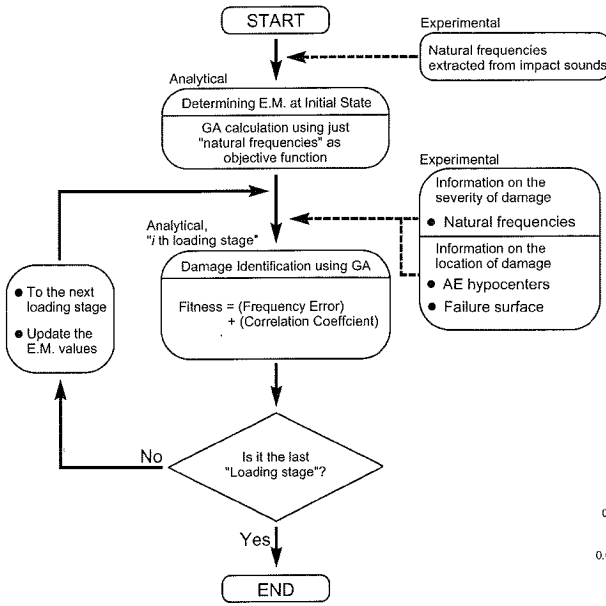 START
Experimental
Natural frequencies
extracted from impact sounds
Analytical
Determining E.M. at Initial State
GA calculation using just
"natural frequencies" as
objective function
Experimental
Information on the
severity of damage
● Natural frequencies
Information on the
location of damage
● AE hypocenters
● Failure surface
Analytical,
"i th loading stage"
Damage Identification using GA
Fitness = (Frequency Error)
+ (Correlation Coeffcient)
● To the next
loading stage
● Update the
E.M. values
Is it the last
"Loading stage"?
No
Yes
END
0
0.